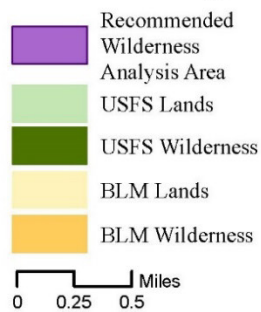 Recommended
Wilderness
Analysis Area
USFS Lands
USFS Wilderness
BLM Lands
BLM Wilderness
Miles
0 0.25 0.5